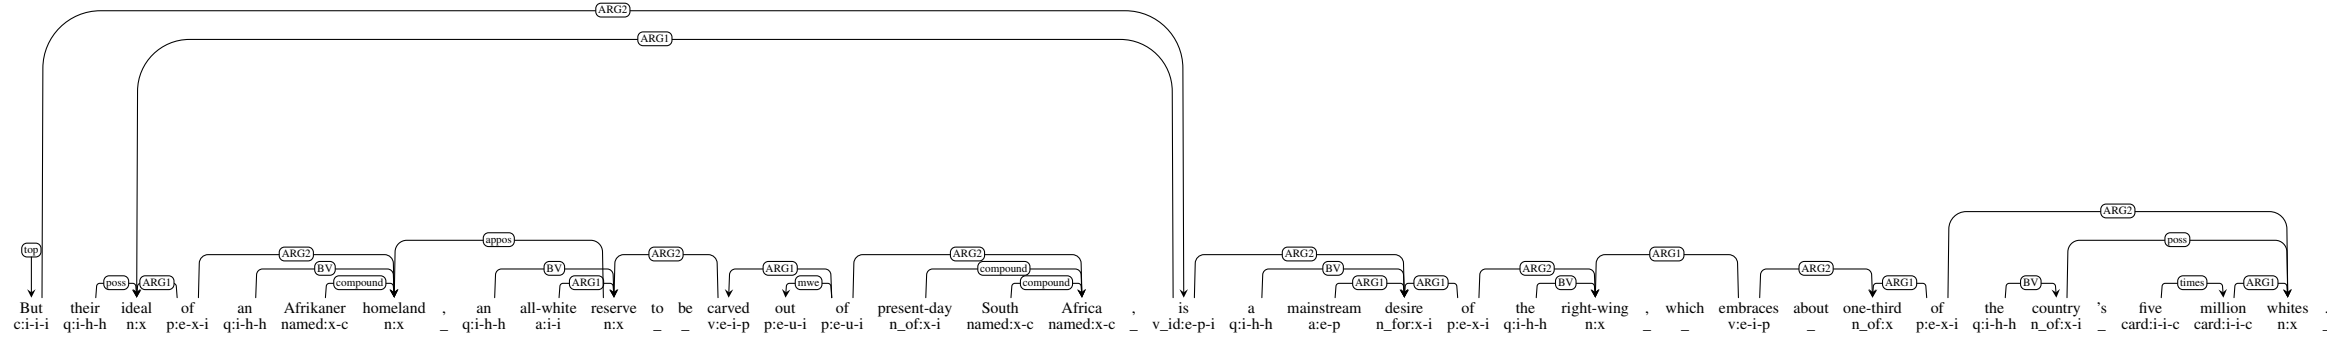 ARG2
ARG1
ARG2
poss
appos
top
ARG2
ARG2
ARG2
ARG2
ARG1
BV
BV
ARG1
compound
BV
ARG2
ARG2
poss
ARG1
compound
ARG1
mwe
compound
ARG1
ARG1
BV
ARG1
BV
times
ARG1
But their ideal of an Afrikaner homeland , an all-white reserve to be carved out of present-day South Africa , is a mainstream desire of the right-wing , which embraces about one-third of the country 's five million whites
c:i-i-i q:i-h-h n:x p:e-x-i q:i-h-h named:x-c n:x _ q:i-h-h a:i-i n:x _ _ v:e-i-p p:e-u-i p:e-u-i n_of:x-i named:x-c named:x-c _ v_id:e-p-i q:i-h-h a:e-p n_for:x-i p:e-x-i q:i-h-h n:x _ _ v:e-i-p _ n_of:x p:e-x-i q:i-h-h n_of:x-i _ card:i-i-c card:i-i-c n:x